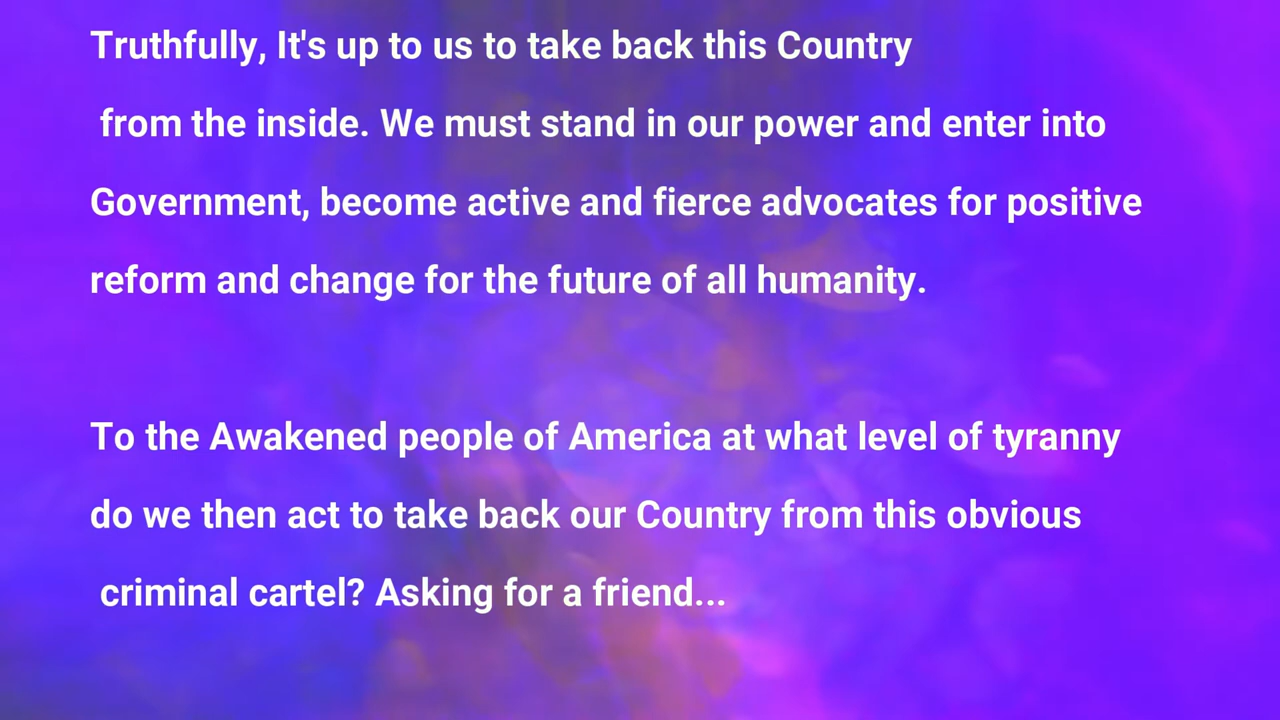 Truthfully, It's up to us to take back this Country
from the inside. We must stand in our power and enter into
Government, become active and fierce advocates for positive
reform and change for the future of all humanity.
To the Awakened people of America at what level of tyranny
do we then act to take back our Country from this obvious
criminal cartel? Asking for a friend...